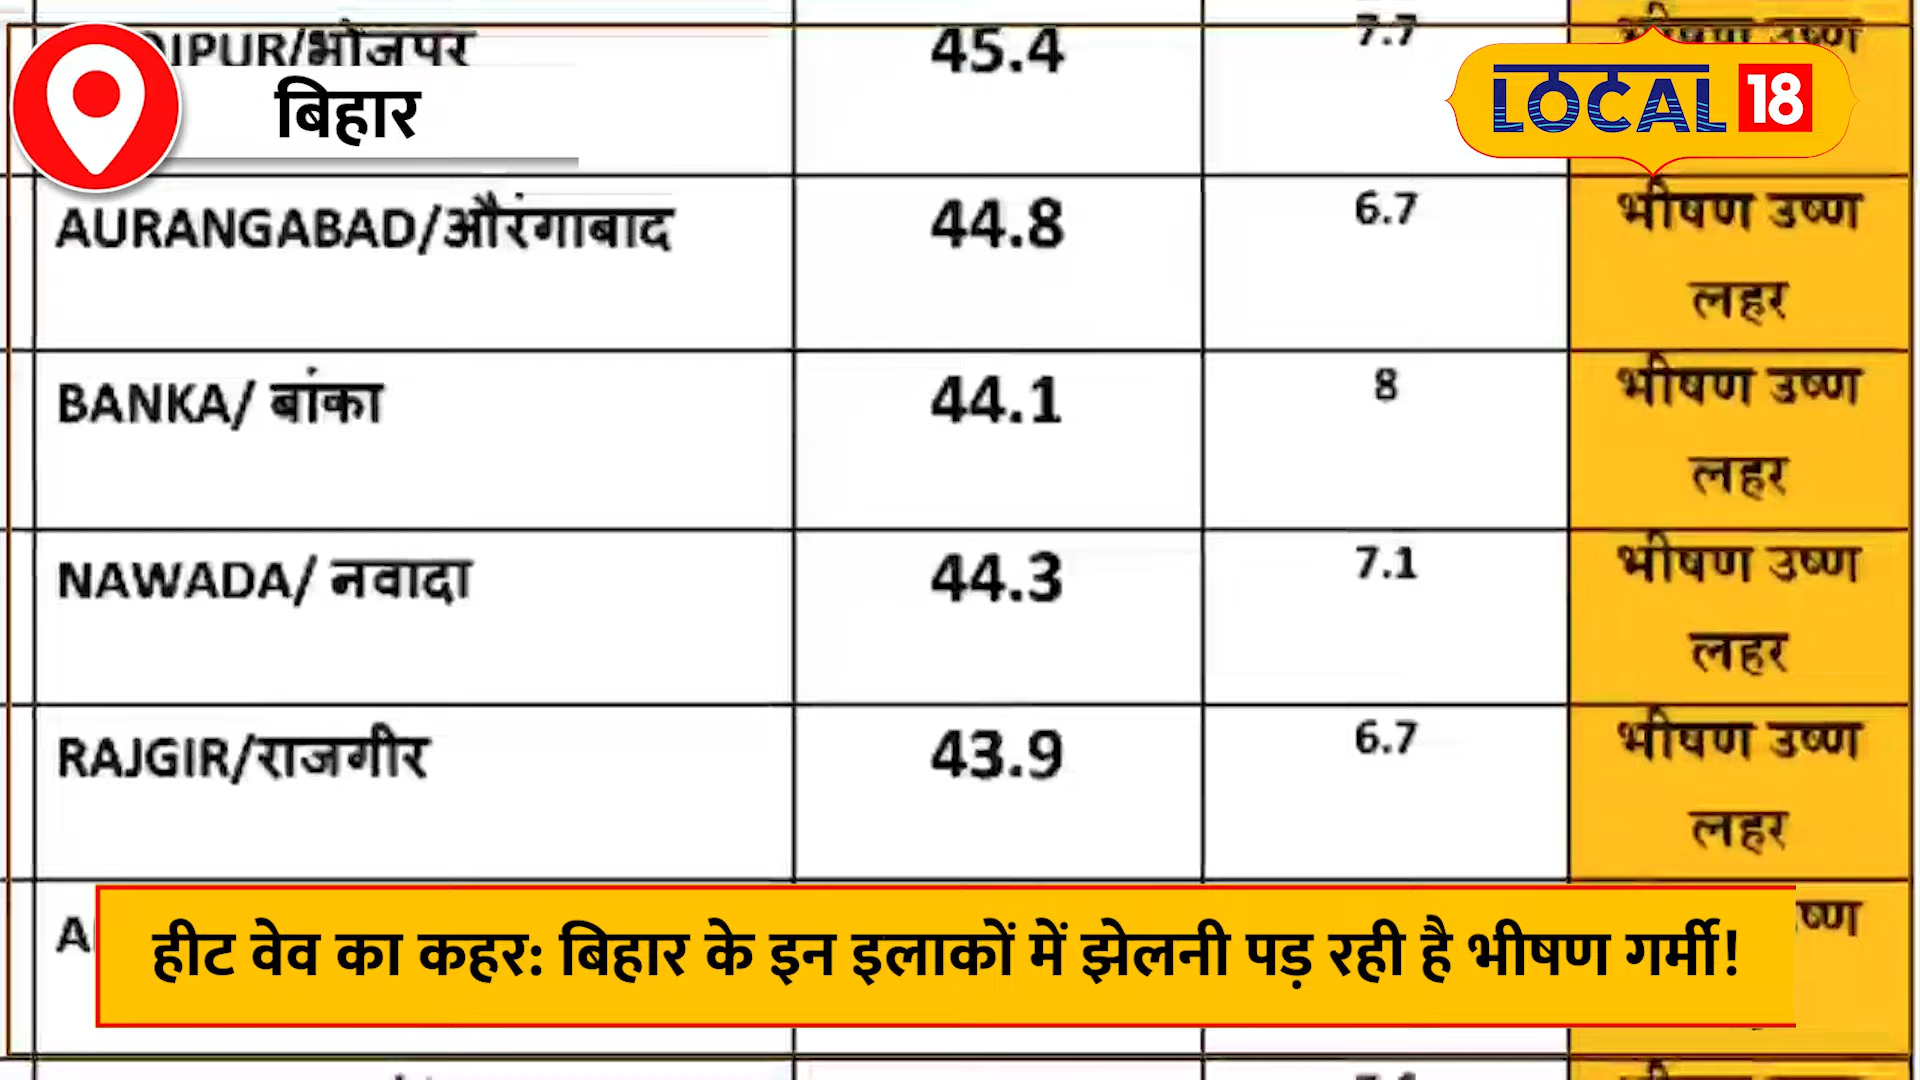 IPUR/भोजपुर 45.4 7.7 भीषण उष्ण
बिहार
LOCAL 18
AURANGABAD/औरंगाबाद 44.8 6.7 भीषण उष्ण
लहर
BANKA/ बांका 44.1 8 भीषण उष्ण
लहर
NAWADA/ नवादा 44.3 7.1 भीषण उष्ण
लहर
RAJGIR/राजगीर 43.9 6.7 भीषण उष्ण
लहर
हीट वेव का कहर: बिहार के इन इलाकों में झेलनी पड़ रही है भीषण गर्मी!